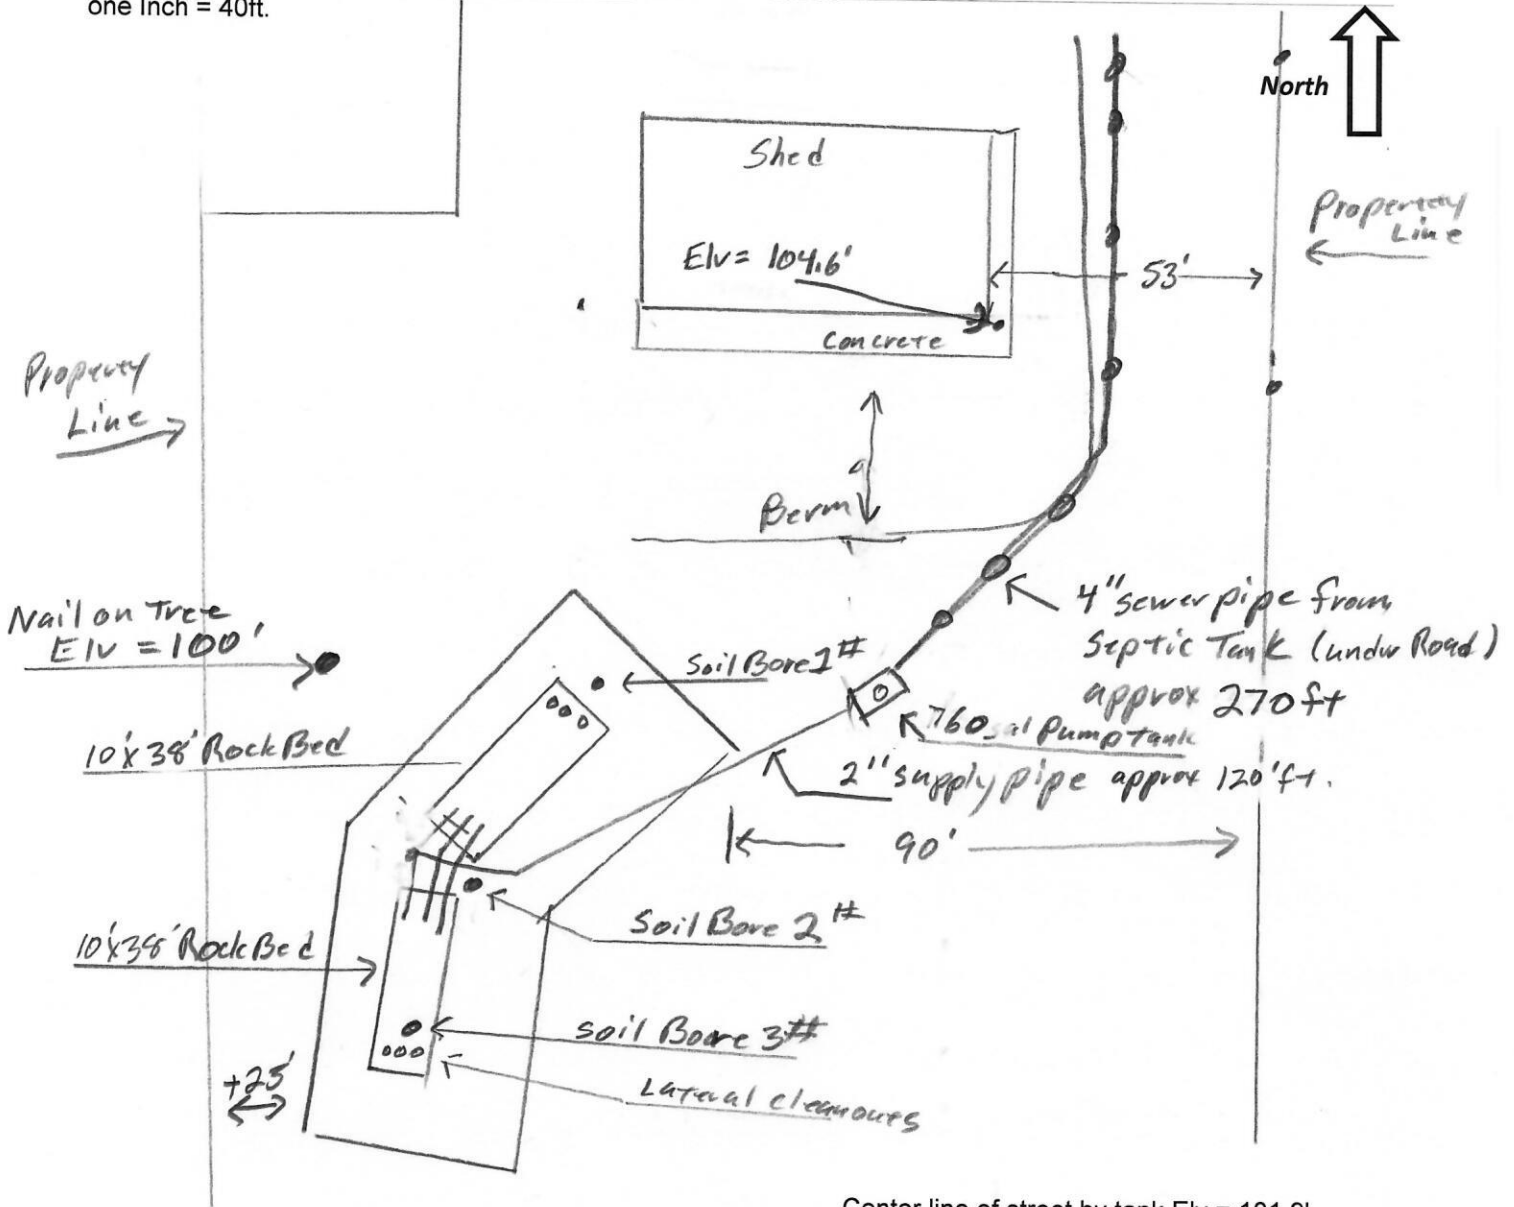 one Inch = 40ft.
North
Shed
Property
Line
Elv = 104.6'
53'
Concrete
Property
Line
Berm
Nail on Tree
Elv = 100'
4" sewer pipe from
Septic Tank (under Road)
approx 270ft
Soil Bore 1#
760 gal Pump tank
10'x38' Rock Bed
2" supply pipe approx 120'ft.
90'
Soil Bore 2#
10'x38' Rock Bed
Soil Boare 3#
+25'
Lateral cleanouts